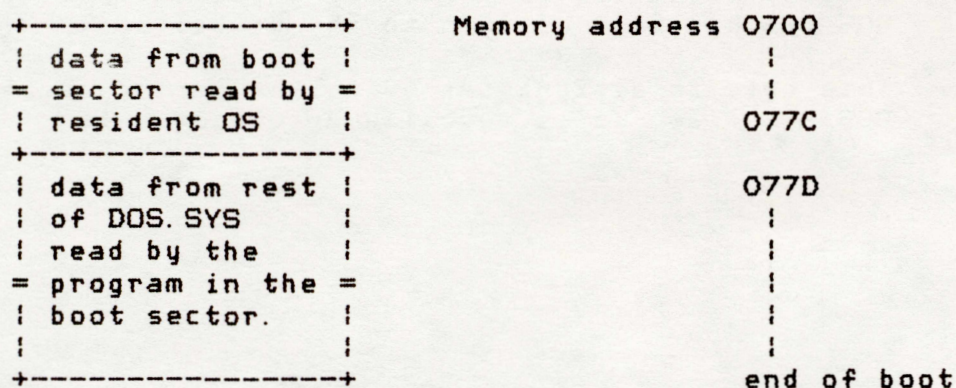 +-----------------+ Memory address 0700
¦ data from boot ¦ ¦
= sector read by = ¦
¦ resident OS ¦ 077C
+-----------------+
¦ data from rest ¦ 077D
¦ of DOS.SYS ¦ ¦
¦ read by the ¦ ¦
= program in the = ¦
¦ boot sector. ¦ ¦
¦ ¦ ¦
+-----------------+ end of boot